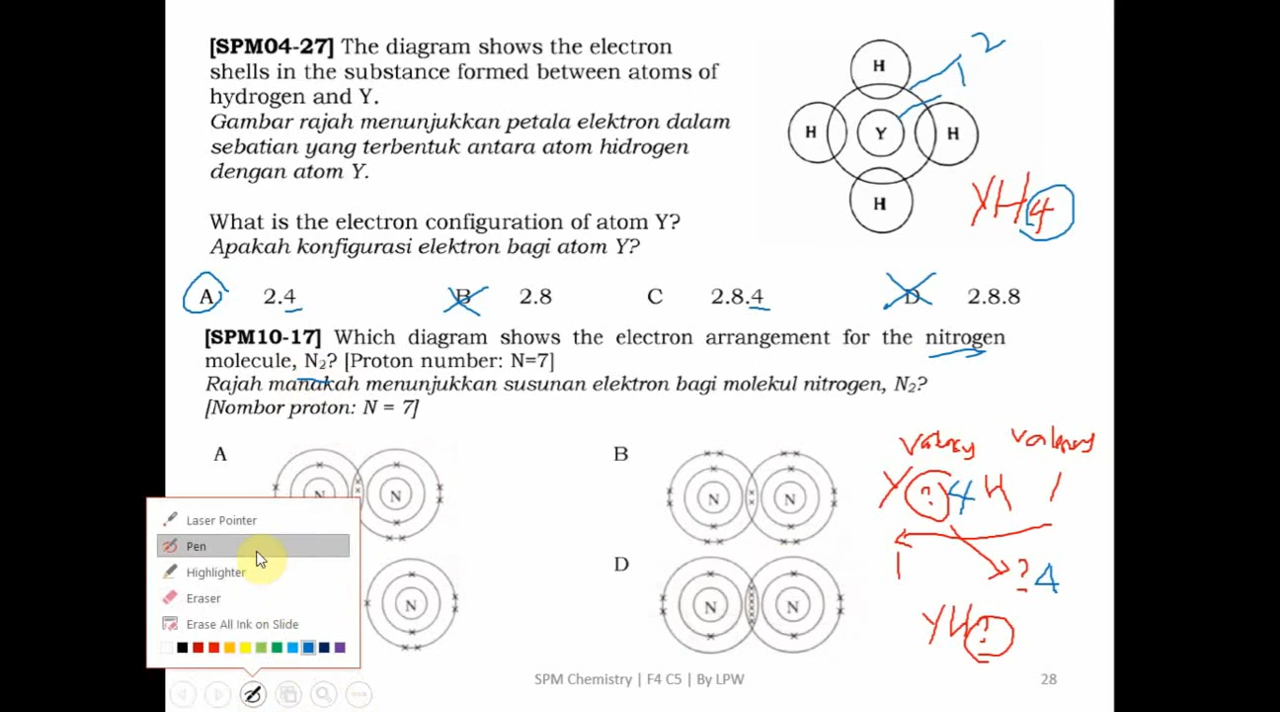 [SPM04-27] The diagram shows the electron
shells in the substance formed between atoms of
hydrogen and Y.
Gambar rajah menunjukkan petala elektron dalam
sebatian yang terbentuk antara atom hidrogen
dengan atom Y.
What is the electron configuration of atom Y?
Apakah konfigurasi elektron bagi atom Y?
H
H Y H
H
1 2
YH4
A 2.4 B 2.8 C 2.8.4 D 2.8.8
[SPM10-17] Which diagram shows the electron arrangement for the nitrogen
molecule, N₂? [Proton number: N=7]
Rajah manakah menunjukkan susunan elektron bagi molekul nitrogen, N₂?
[Nombor proton: N = 7]
A N N
B N N
N
D N N
valency valency
Y ? 4 H 1
1 ? 4
YH?
Laser Pointer
Pen
Highlighter
Eraser
Erase All Ink on Slide
SPM Chemistry | F4 C5 | By LPW 28